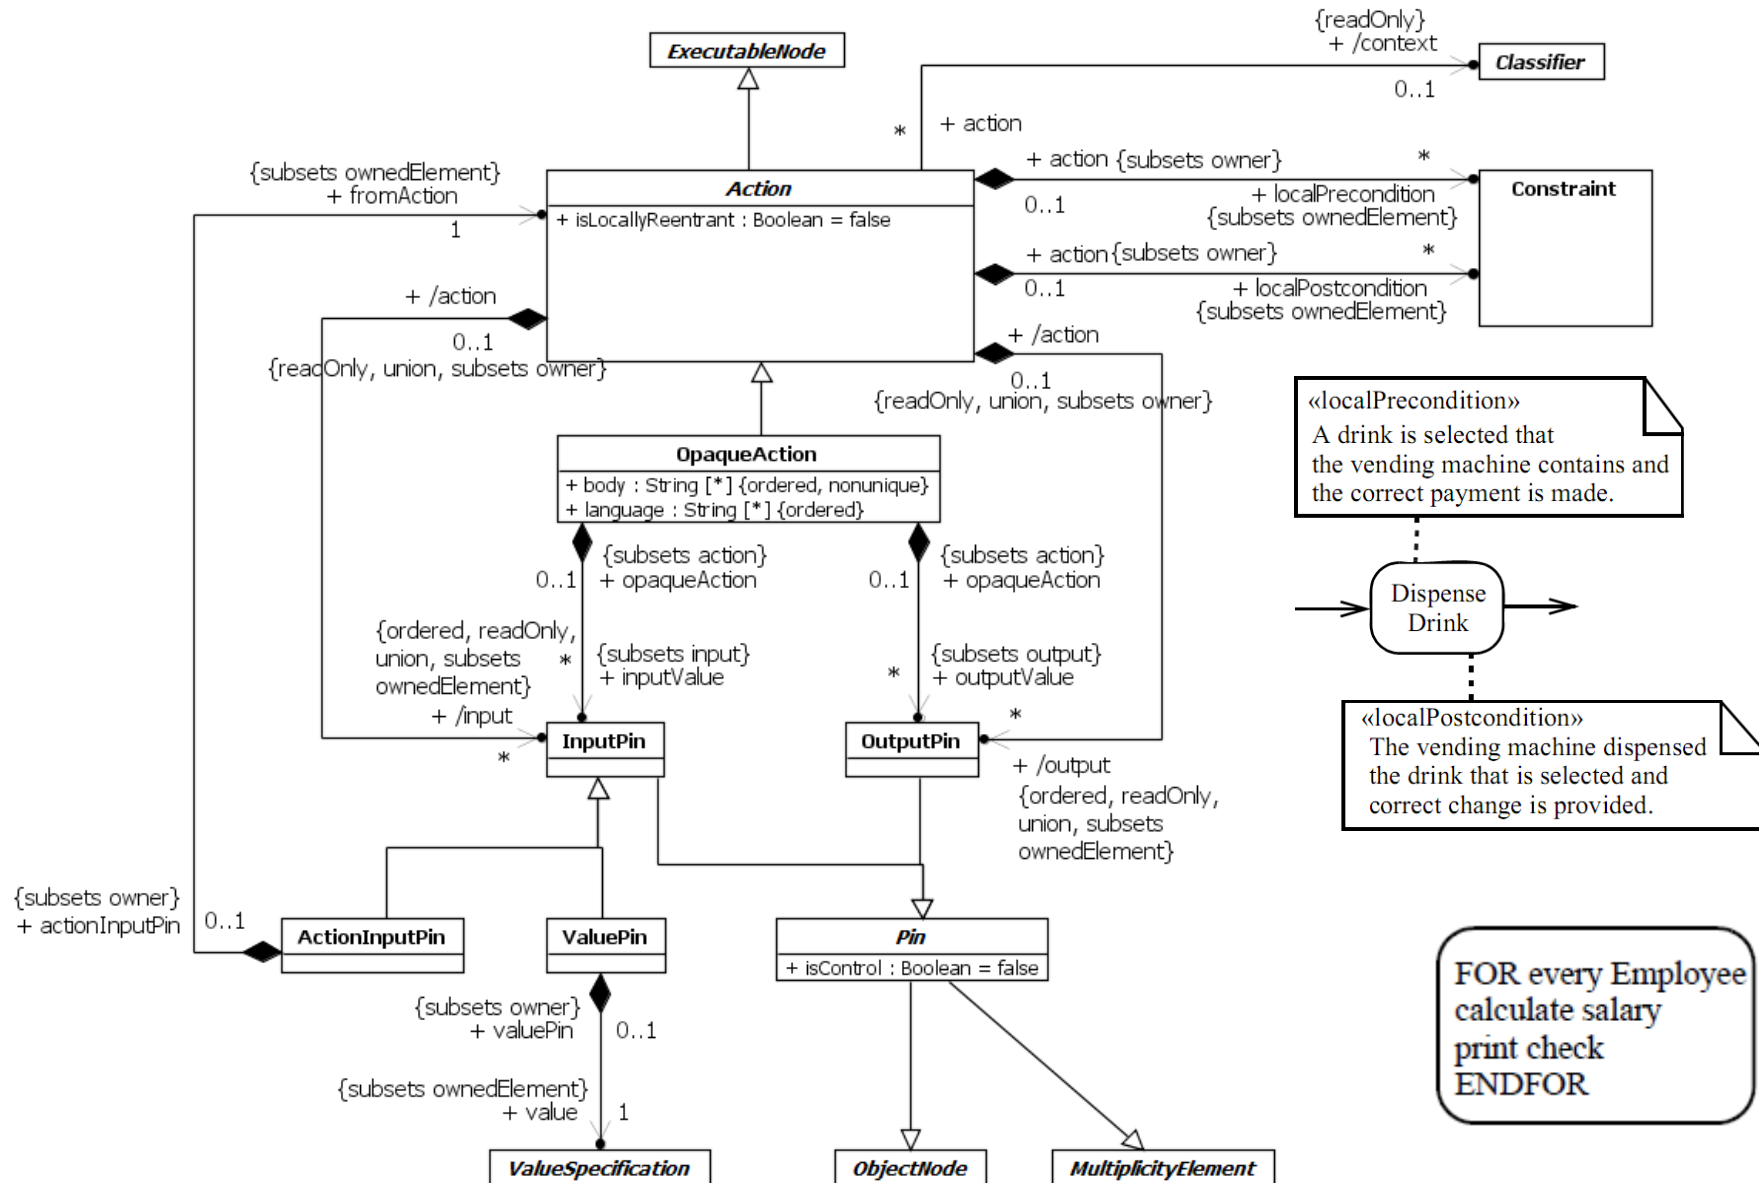 ExecutableNode
{readOnly}
+ /context
Classifier
0..1
*
+ action
{subsets ownedElement}
+ fromAction
1
Action
+ isLocallyReentrant : Boolean = false
+ action {subsets owner}
*
0..1
+ localPrecondition
{subsets ownedElement}
Constraint
+ action {subsets owner}
*
0..1
+ localPostcondition
{subsets ownedElement}
+ /action
0..1
{readOnly, union, subsets owner}
+ /action
0..1
{readOnly, union, subsets owner}
«localPrecondition»
A drink is selected that
the vending machine contains and
the correct payment is made.
OpaqueAction
+ body : String [*] {ordered, nonunique}
+ language : String [*] {ordered}
{subsets action}
0..1
+ opaqueAction
{subsets action}
0..1
+ opaqueAction
Dispense
Drink
{ordered, readOnly,
union, subsets
ownedElement}
+ /input
*
*
{subsets input}
+ inputValue
*
{subsets output}
+ outputValue
*
InputPin
OutputPin
+ /output
{ordered, readOnly,
union, subsets
ownedElement}
«localPostcondition»
The vending machine dispensed
the drink that is selected and
correct change is provided.
{subsets owner}
+ actionInputPin
0..1
ActionInputPin
ValuePin
Pin
+ isControl : Boolean = false
{subsets owner}
+ valuePin
0..1
{subsets ownedElement}
+ value
1
FOR every Employee
calculate salary
print check
ENDFOR
ValueSpecification
ObjectNode
MultiplicityElement